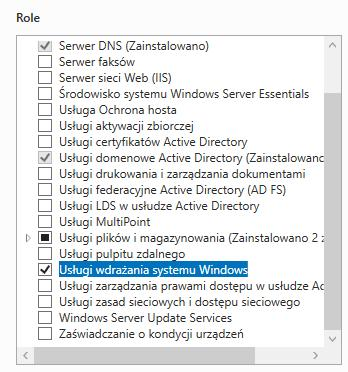 Role
Serwer DNS (Zainstalowano)
Serwer faksów
Serwer sieci Web (IIS)
Środowisko systemu Windows Server Essentials
Usługa Ochrona hosta
Usługi aktywacji zbiorczej
Usługi certyfikatów Active Directory
Usługi domenowe Active Directory (Zainstalowano
Usługi drukowania i zarządzania dokumentami
Usługi federacyjne Active Directory (AD FS)
Usługi LDS w usłudze Active Directory
Usługi MultiPoint
Usługi plików i magazynowania (Zainstalowano 2 z
Usługi pulpitu zdalnego
Usługi wdrażania systemu Windows
Usługi zarządzania prawami dostępu w usłudze Ac
Usługi zasad sieciowych i dostępu sieciowego
Windows Server Update Services
Zaświadczanie o kondycji urządzeń